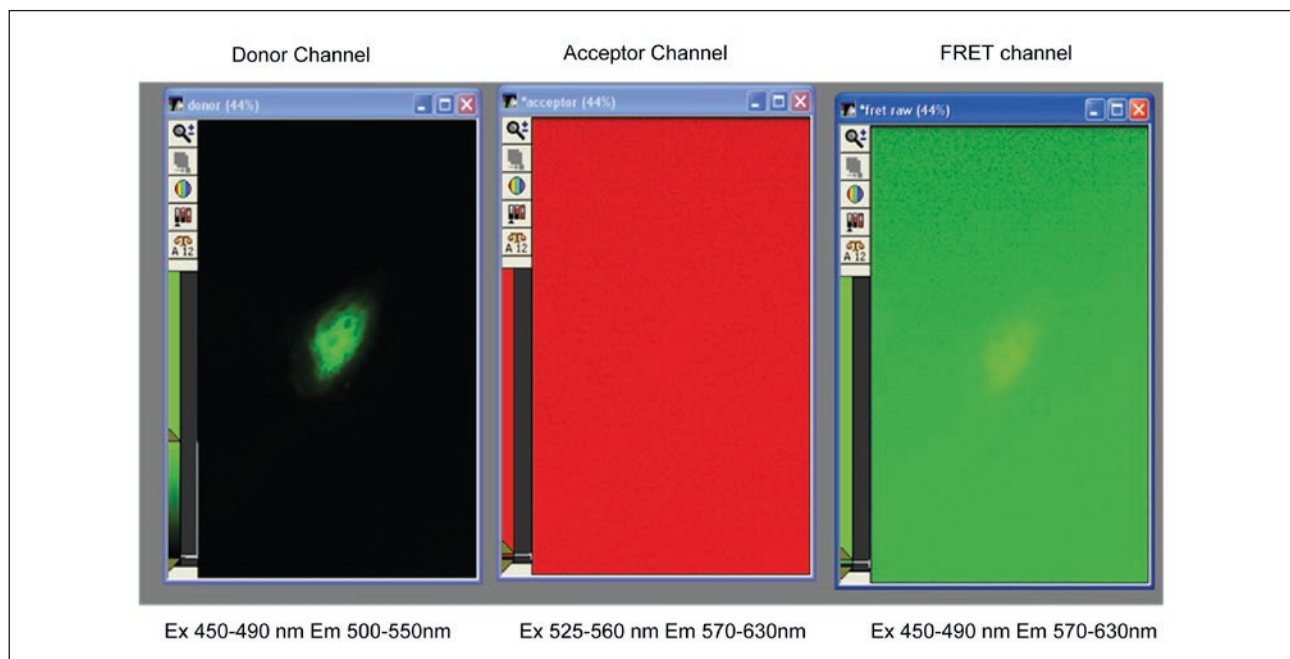 Donor Channel Acceptor Channel FRET channel
donor (44%) *acceptor (44%) *fret raw (44%)
A 12 A 12 A 12
Ex 450-490 nm Em 500-550nm Ex 525-560 nm Em 570-630nm Ex 450-490 nm Em 570-630nm